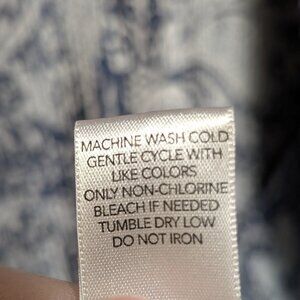 MACHINE WASH COLD
GENTLE CYCLE WITH
LIKE COLORS
ONLY NON-CHLORINE
BLEACH IF NEEDED
TUMBLE DRY LOW
DO NOT IRON